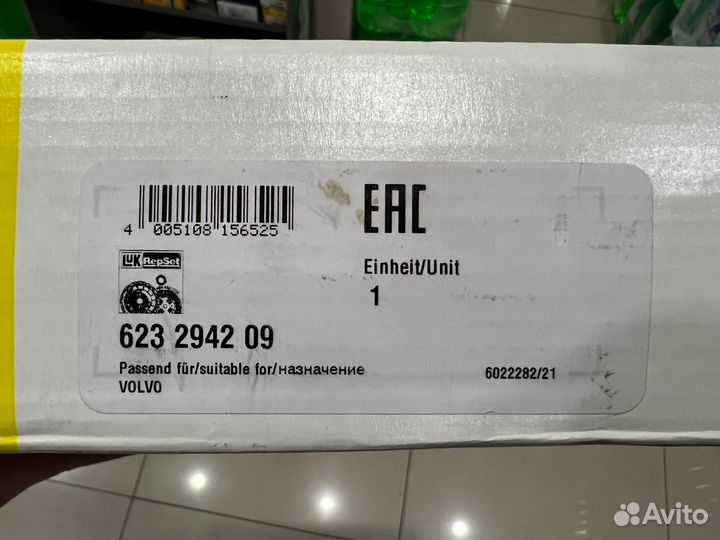 4 005108 156525
EAC
LUK RepSet
Einheit/Unit
1
623 2942 09
Passend für/suitable for/назначение
VOLVO
6022282/21
Avito